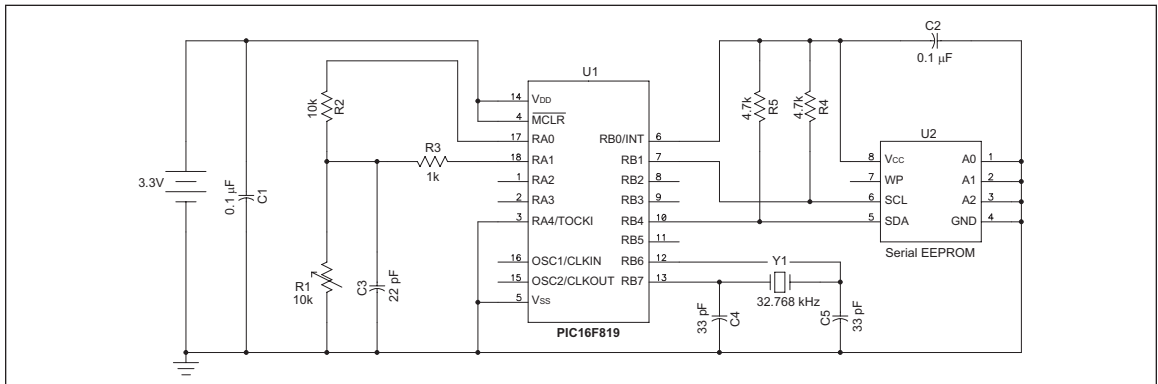 C2
0.1 µF
U1
10k
R2
14 VDD
4 MCLR
17 RA0
18 RA1
1 RA2
2 RA3
3 RA4/TOCKI
16 OSC1/CLKIN
15 OSC2/CLKOUT
5 VSS
RB0/INT 6
RB1 7
RB2 8
RB3 9
RB4 10
RB5 11
RB6 12
RB7 13
PIC16F819
R3
1k
3.3V
0.1 µF
C1
R1
10k
C3
22 pF
4.7k
R5
4.7k
R4
U2
8 VCC
7 WP
6 SCL
5 SDA
A0 1
A1 2
A2 3
GND 4
Serial EEPROM
Y1
32.768 kHz
33 pF
C4
C5
33 pF